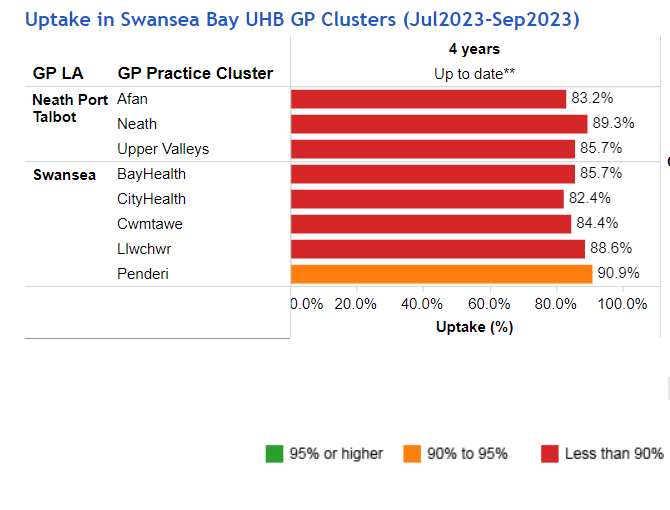 Uptake in Swansea Bay UHB GP Clusters (Jul2023-Sep2023)
4 years
GP LA GP Practice Cluster Up to date**
Neath Port Talbot
Afan 83.2%
Neath 89.3%
Upper Valleys 85.7%
Swansea BayHealth 85.7%
CityHealth 82.4%
Cwmtawe 84.4%
Llwchwr 88.6%
Penderi 90.9%
0.0% 20.0% 40.0% 60.0% 80.0% 100.0%
Uptake (%)
95% or higher 90% to 95% Less than 90%